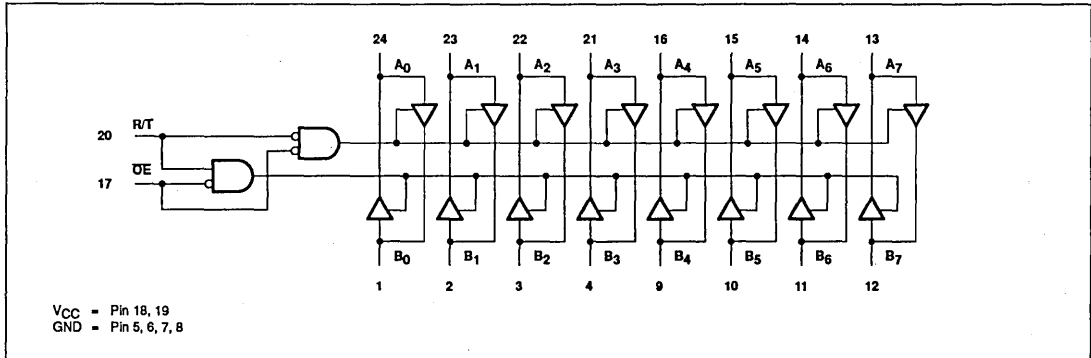 24 23 22 21 16 15 14 13
A0 A1 A2 A3 A4 A5 A6 A7
20 R/T
OE
17
B0 B1 B2 B3 B4 B5 B6 B7
1 2 3 4 9 10 11 12
VCC = Pin 18, 19
GND = Pin 5, 6, 7, 8